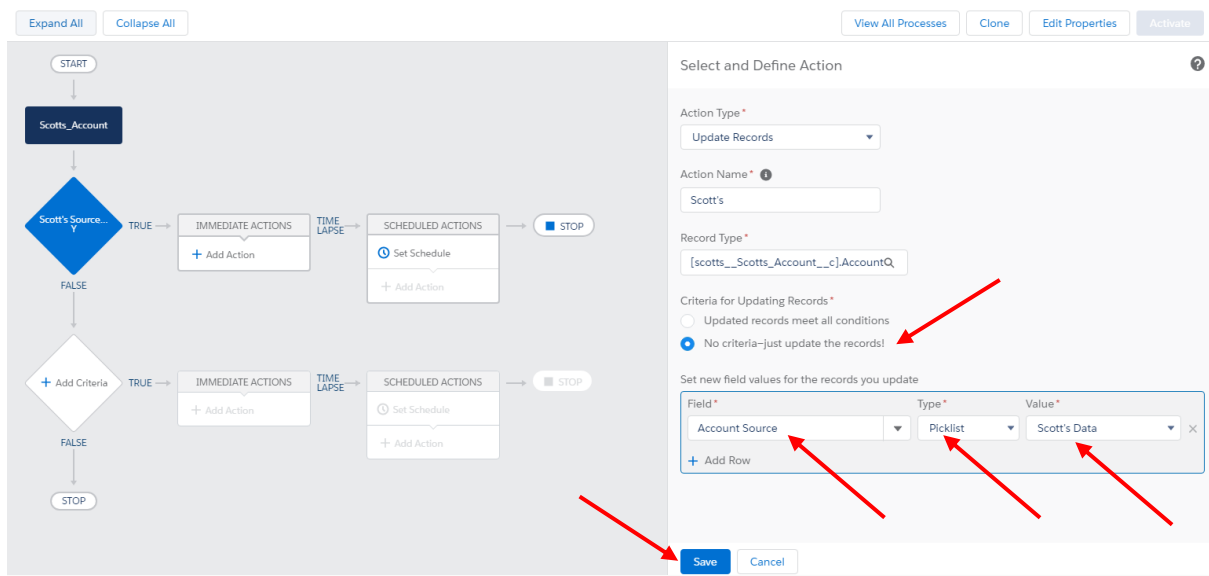 Expand All
Collapse All
View All Processes
Clone
Edit Properties
Activate
START
Scotts_Account
Scott's Source...
Y
TRUE
IMMEDIATE ACTIONS
+ Add Action
TIME
LAPSE
SCHEDULED ACTIONS
Set Schedule
+ Add Action
STOP
FALSE
+ Add Criteria
TRUE
IMMEDIATE ACTIONS
+ Add Action
TIME
LAPSE
SCHEDULED ACTIONS
Set Schedule
+ Add Action
STOP
FALSE
STOP
Select and Define Action
?
Action Type*
Update Records
Action Name* i
Scott's
Record Type*
[scotts__Scotts_Account__c].Account
Criteria for Updating Records*
Updated records meet all conditions
No criteria–just update the records!
Set new field values for the records you update
Field* Type* Value*
Account Source Picklist Scott's Data ×
+ Add Row
Save
Cancel